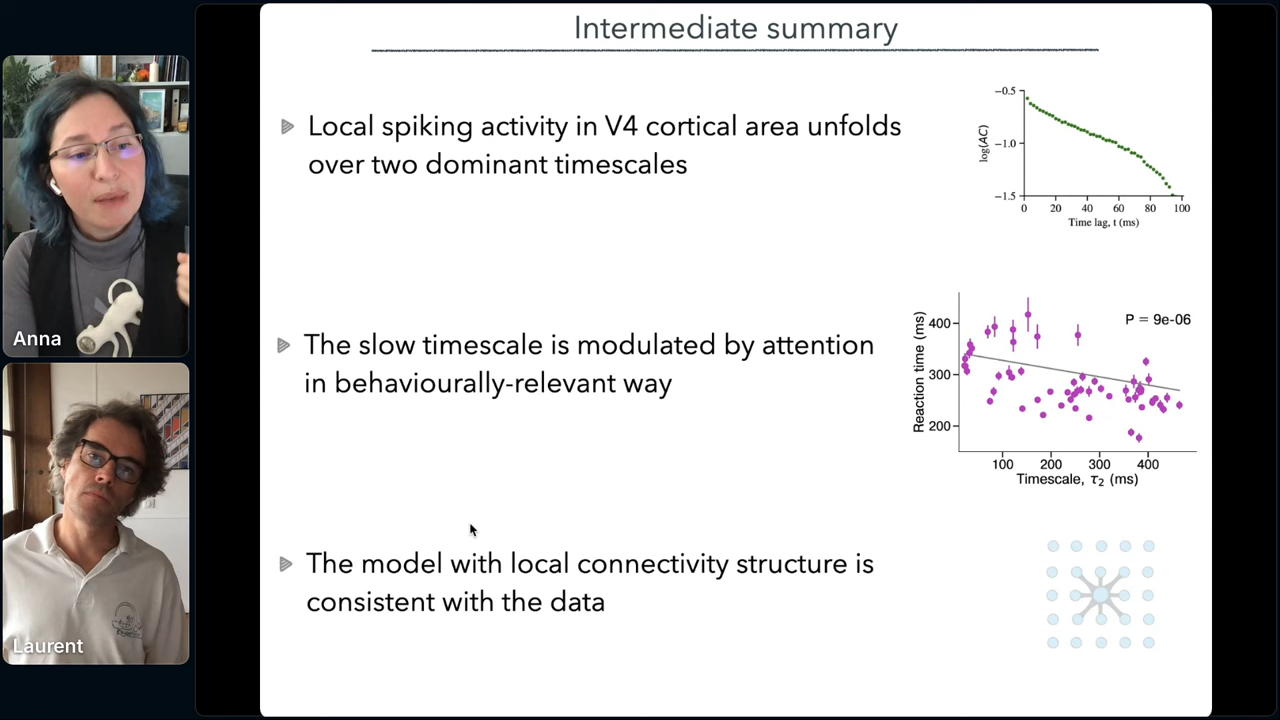 Intermediate summary
Local spiking activity in V4 cortical area unfolds
over two dominant timescales
−0.5
−1.0
−1.5
log(AC)
0 20 40 60 80 100
Time lag, t (ms)
The slow timescale is modulated by attention
in behaviourally-relevant way
P = 9e-06
400
300
200
Reaction time (ms)
100 200 300 400
Timescale, τ2 (ms)
The model with local connectivity structure is
consistent with the data
Anna
Laurent